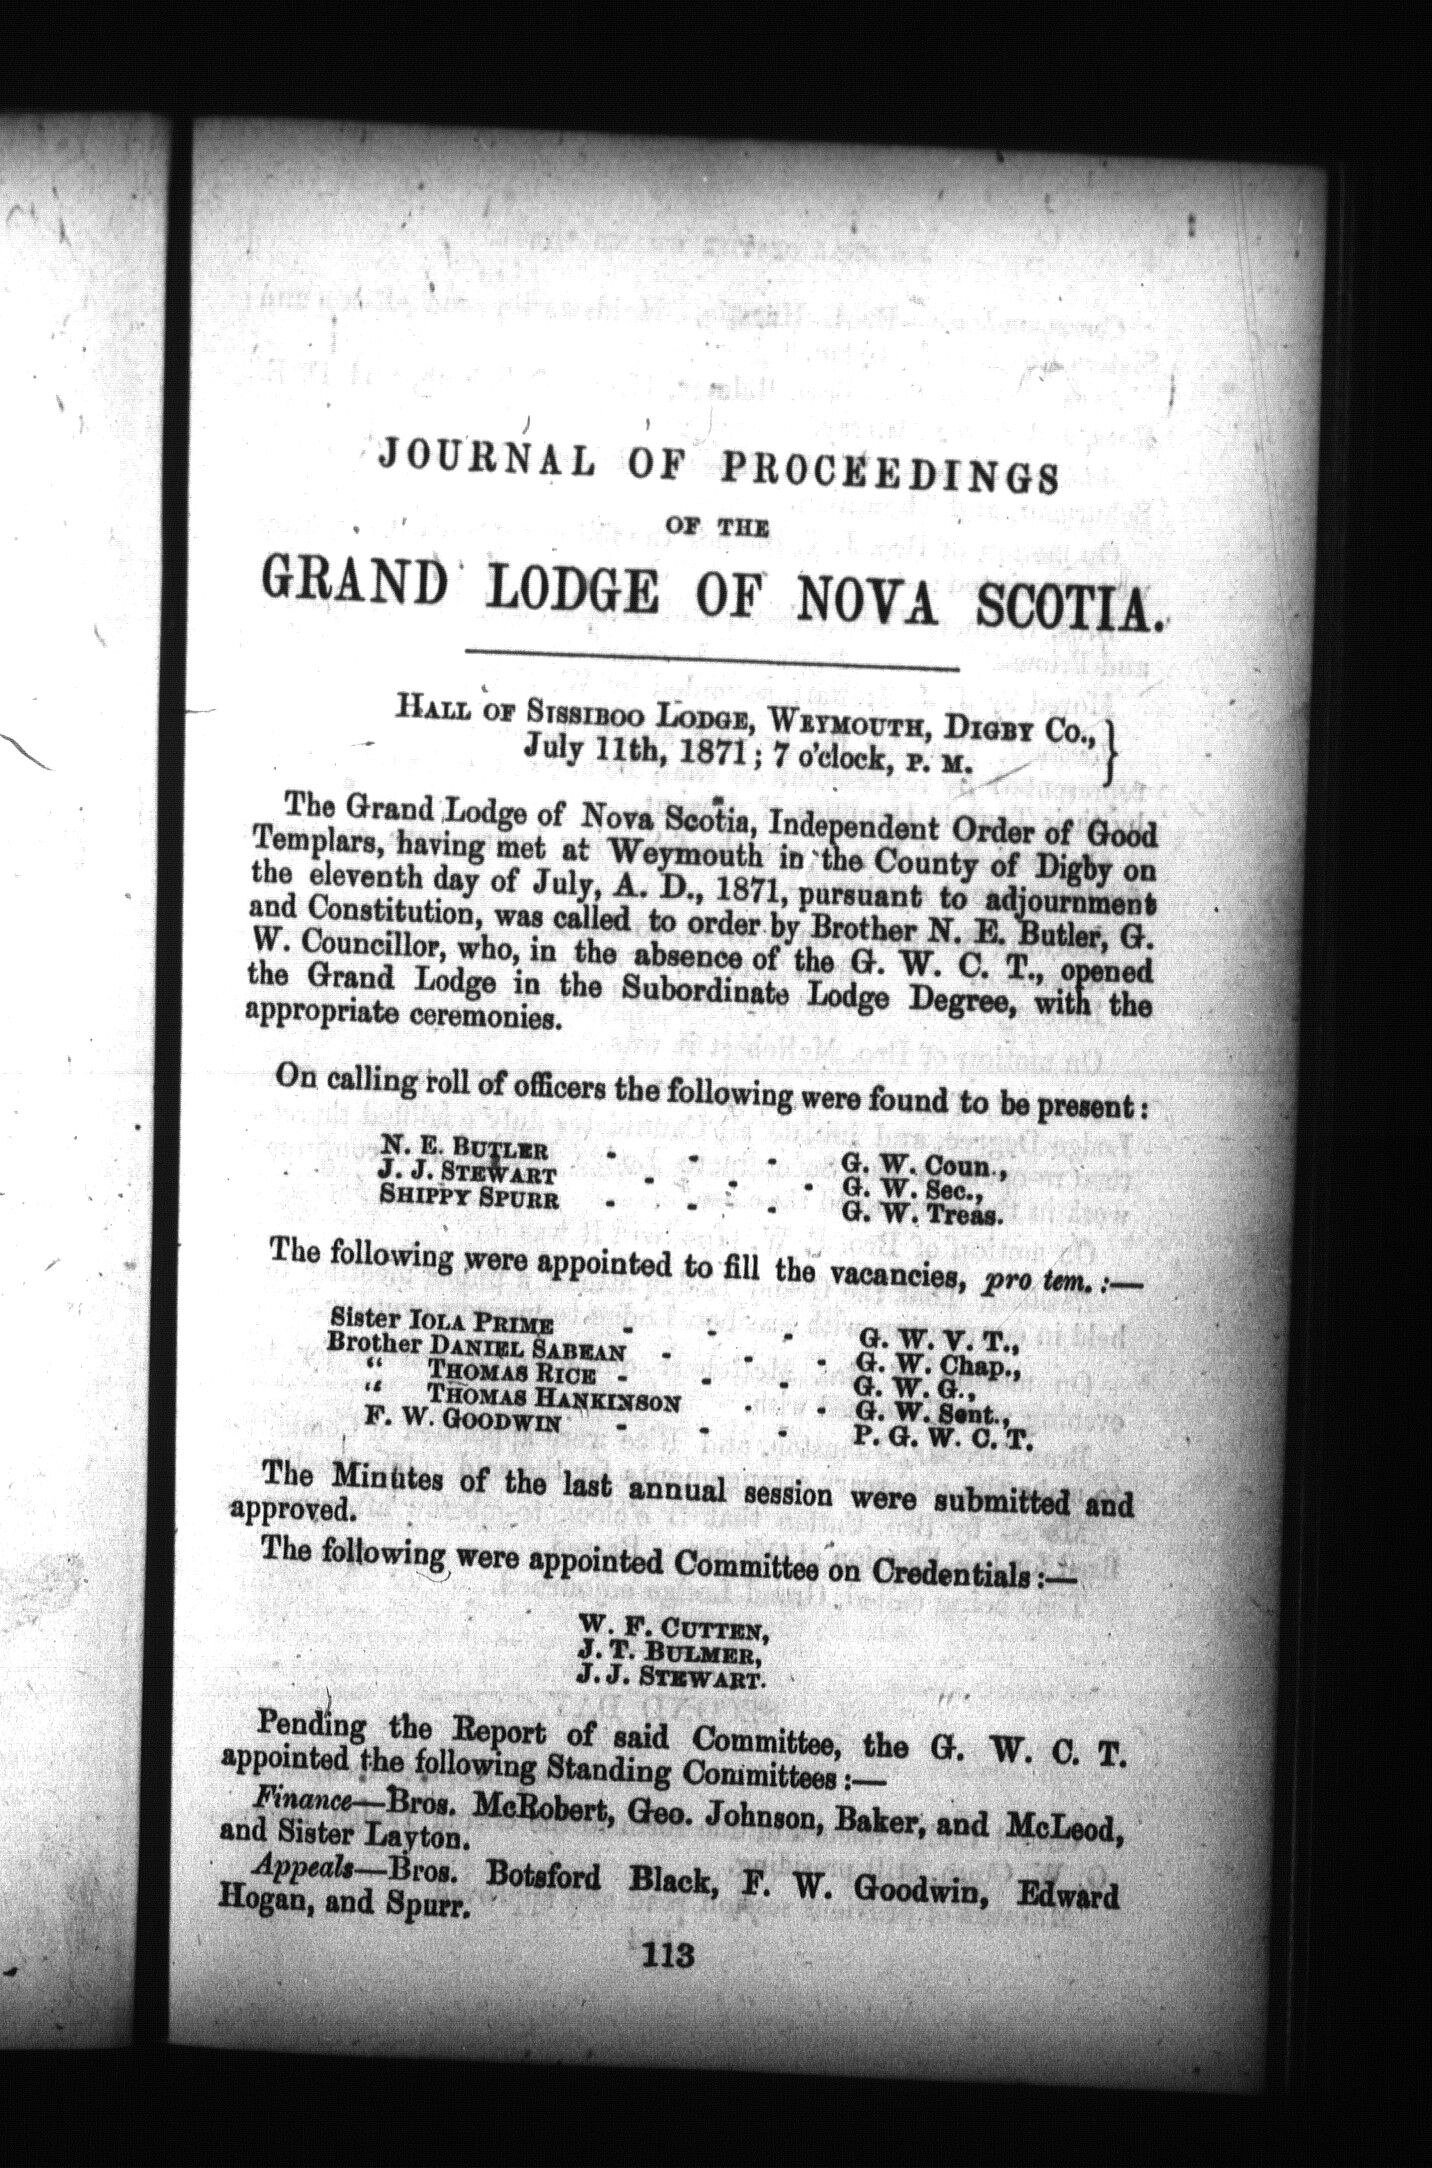 JOURNAL OF PROCEEDINGS
OF THE
GRAND LODGE OF NOVA SCOTIA.
HALL OF SISSIBOO LODGE, WEYMOUTH, DIGBY CO., }
July 11th, 1871; 7 o'clock, P. M.
The Grand Lodge of Nova Scotia, Independent Order of Good
Templars, having met at Weymouth in the County of Digby on
the eleventh day of July, A. D., 1871, pursuant to adjournment
and Constitution, was called to order by Brother N. E. Butler, G.
W. Councillor, who, in the absence of the G. W. C. T., opened
the Grand Lodge in the Subordinate Lodge Degree, with the
appropriate ceremonies.
On calling roll of officers the following were found to be present:
N. E. BUTLER - - - G. W. Coun.,
J. J. STEWART - - - G. W. Sec.,
SHIPPY SPURR - - - G. W. Treas.
The following were appointed to fill the vacancies, pro tem.:—
Sister IOLA PRIME - - - G. W. V. T.,
Brother DANIEL SABEAN - - - G. W. Chap.,
" THOMAS RICE - - - G. W. G.,
" THOMAS HANKINSON - - G. W. Sent.,
F. W. GOODWIN - - - P. G. W. C. T.
The Minutes of the last annual session were submitted and
approved.
The following were appointed Committee on Credentials:—
W. F. CUTTEN,
J. T. BULMER,
J. J. STEWART.
Pending the Report of said Committee, the G. W. C. T.
appointed the following Standing Committees:—
Finance—Bros. McRobert, Geo. Johnson, Baker, and McLeod,
and Sister Layton.
Appeals—Bros. Botsford Black, F. W. Goodwin, Edward
Hogan, and Spurr.
113